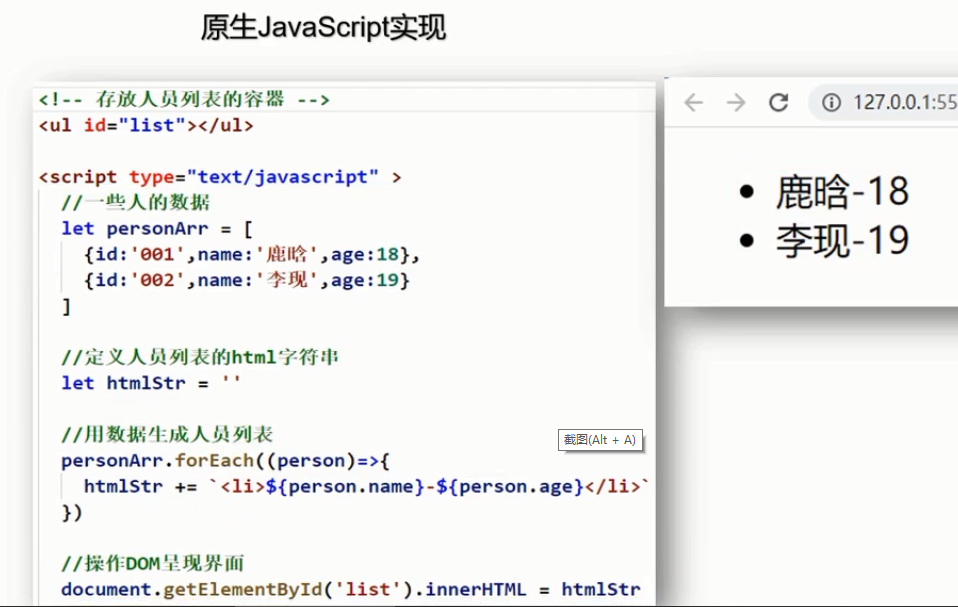 原生JavaScript实现
<!-- 存放人员列表的容器 -->
<ul id="list"></ul>
<script type="text/javascript" >
//一些人的数据
let personArr = [
{id:'001',name:'鹿晗',age:18},
{id:'002',name:'李现',age:19}
]
//定义人员列表的html字符串
let htmlStr = ''
//用数据生成人员列表
personArr.forEach((person)=>{
htmlStr += `<li>${person.name}-${person.age}</li>`
})
//操作DOM呈现界面
document.getElementById('list').innerHTML = htmlStr
截图(Alt + A)
127.0.0.1:55
• 鹿晗-18
• 李现-19